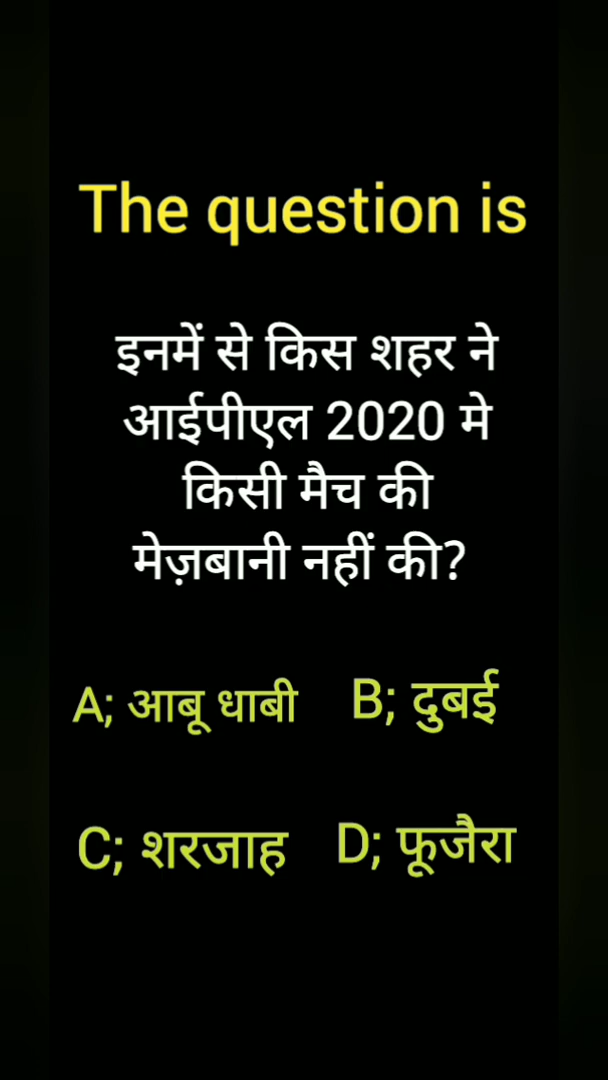 The question is
इनमें से किस शहर ने
आईपीएल 2020 मे
किसी मैच की
मेज़बानी नहीं की?
A; आबू धाबी B; दुबई
C; शरजाह D; फूजैरा